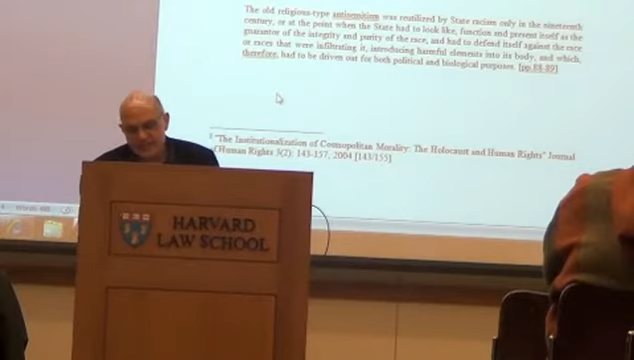 The old religious-type antisemitism was reutilized by State racism only in the nineteenth
century, or at the point when the State had to look like, function and present itself as the
guarantor of the integrity and purity of the race, and had to defend itself against the race
or races that were infiltrating it, introducing harmful elements into its body, and which,
therefore, had to be driven out for both political and biological purposes. [pp.88-89]
"The Institutionalization of Cosmopolitan Morality: The Holocaust and Human Rights" Journal
Human Rights 3(2): 143-157, 2004 [143/155]
HARVARD
LAW SCHOOL